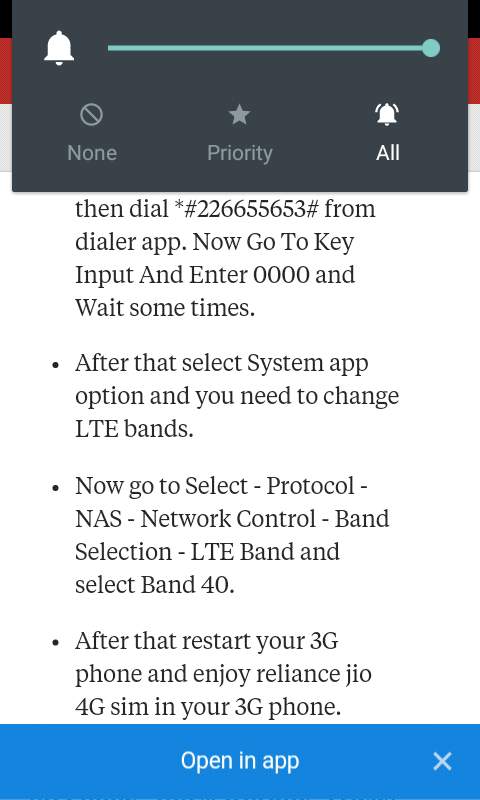 None Priority All
then dial *#226655653# from
dialer app. Now Go To Key
Input And Enter 0000 and
Wait some times.
• After that select System app
option and you need to change
LTE bands.
• Now go to Select - Protocol -
NAS - Network Control - Band
Selection - LTE Band and
select Band 40.
• After that restart your 3G
phone and enjoy reliance jio
4G sim in your 3G phone.
Open in app